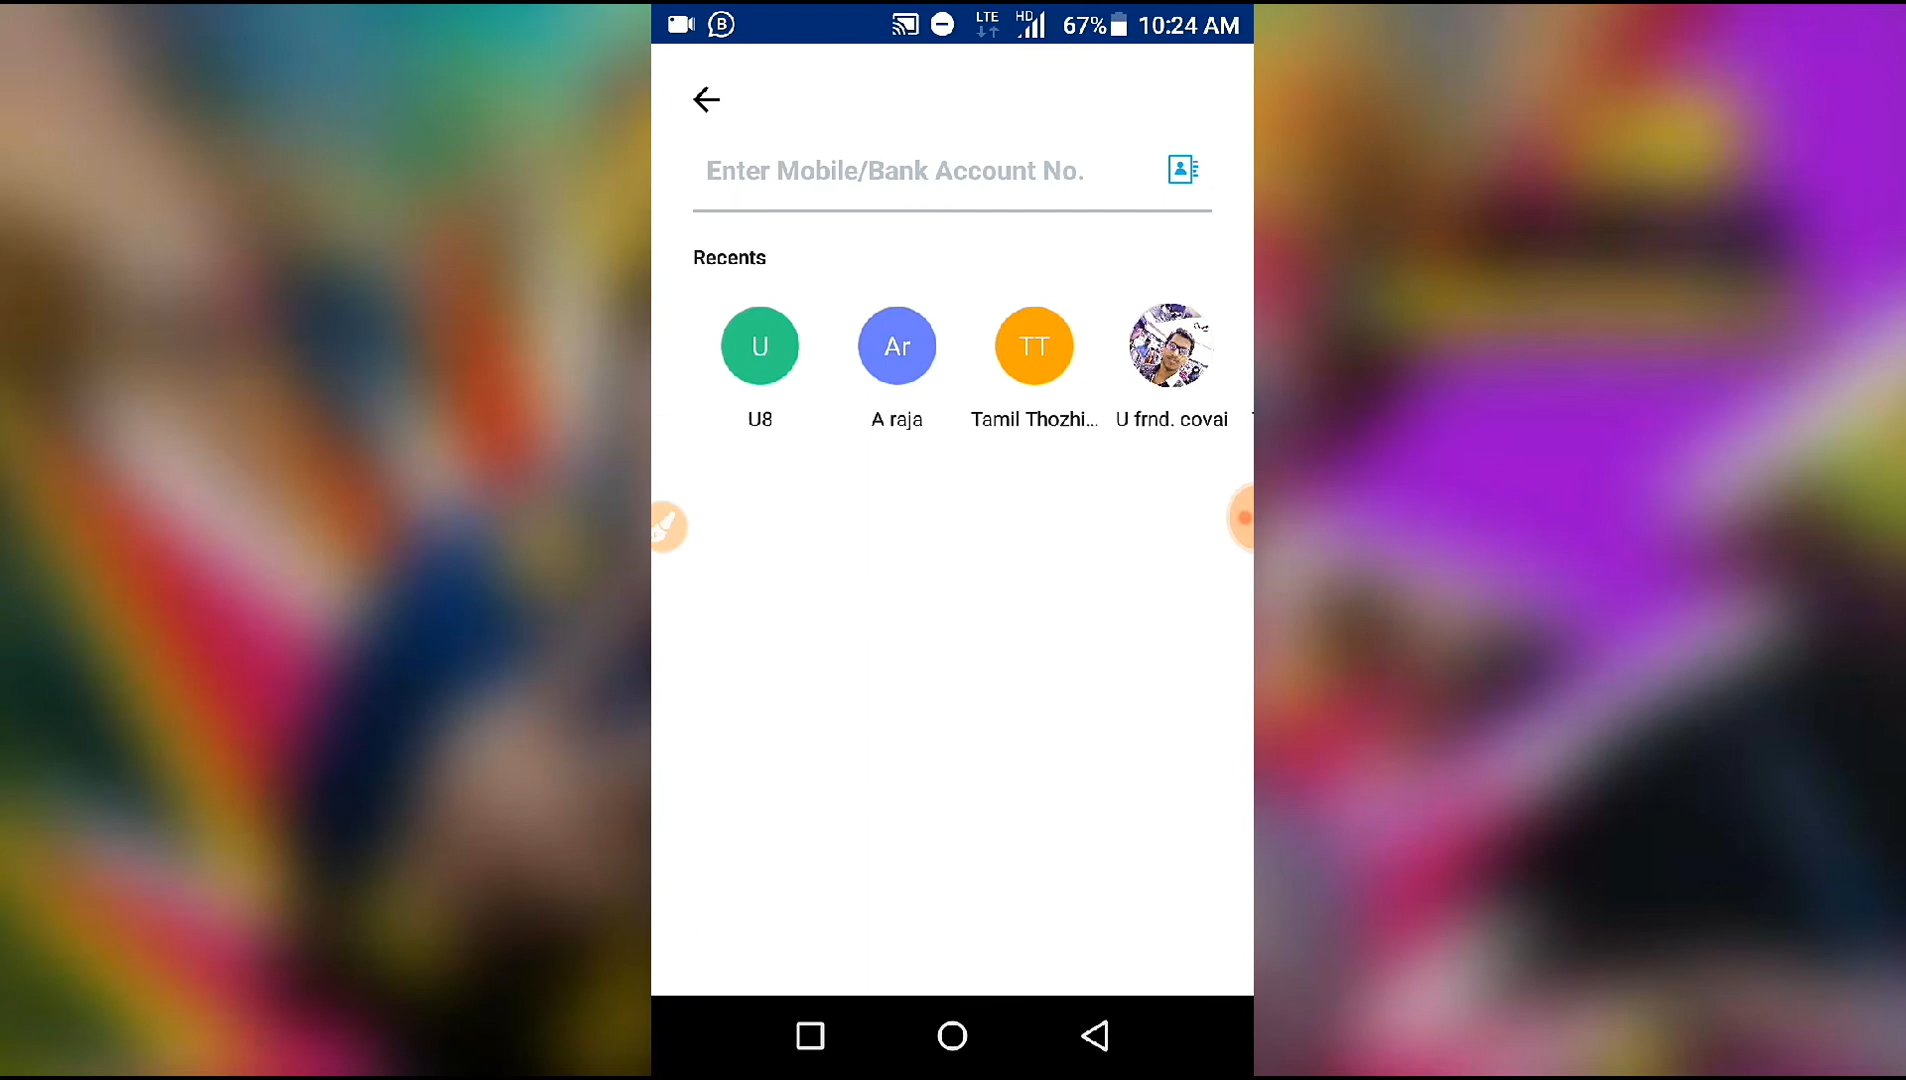 B LTE HD 67% 10:24 AM
Enter Mobile/Bank Account No.
Recents
U Ar TT
U8 A raja Tamil Thozhi... U frnd. covai